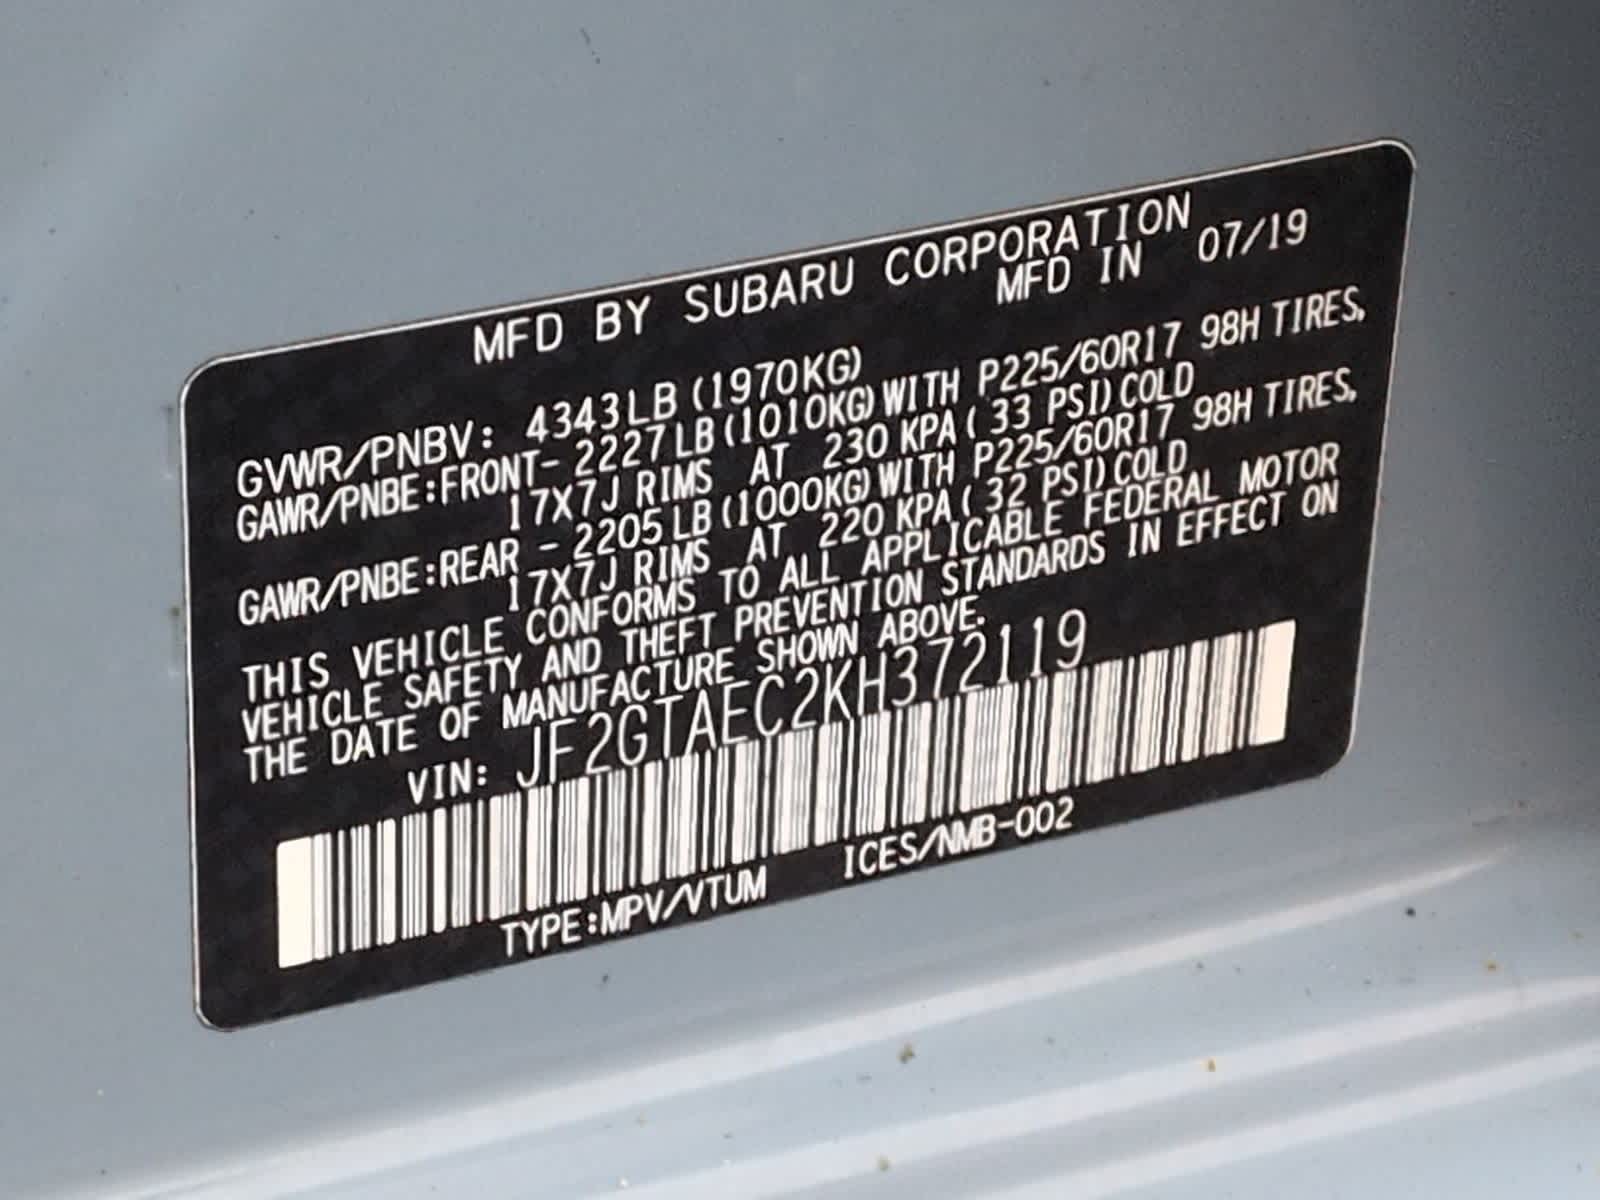 MFD BY SUBARU CORPORATION
MFD IN 07/19
GVWR/PNBV: 4343LB (1970KG)
GAWR/PNBE:FRONT- 2227LB (1010KG) WITH P225/60R17 98H TIRES,
17X7J RIMS AT 230 KPA ( 33 PSI) COLD
GAWR/PNBE:REAR - 2205LB (1000KG) WITH P225/60R17 98H TIRES,
17X7J RIMS AT 220 KPA ( 32 PSI) COLD
THIS VEHICLE CONFORMS TO ALL APPLICABLE FEDERAL MOTOR
VEHICLE SAFETY AND THEFT PREVENTION STANDARDS IN EFFECT ON
THE DATE OF MANUFACTURE SHOWN ABOVE.
VIN: JF2GTAEC2KH372119
TYPE:MPV/VTUM ICES/NMB-002